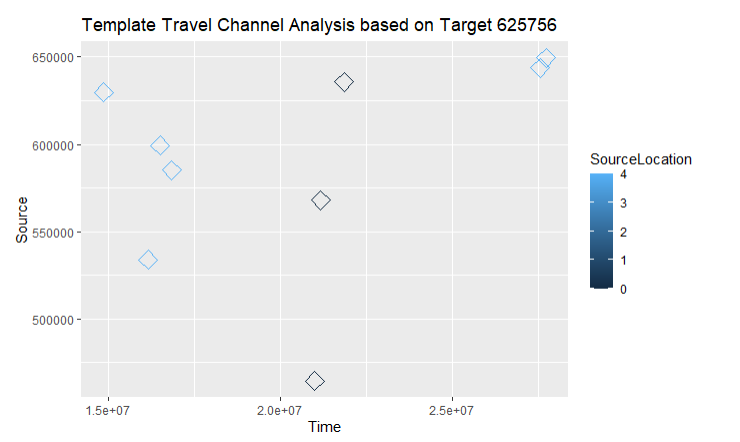 Template Travel Channel Analysis based on Target 625756
650000
600000
550000
500000
Source
1.5e+07
2.0e+07
2.5e+07
Time
SourceLocation
4
3
2
1
0